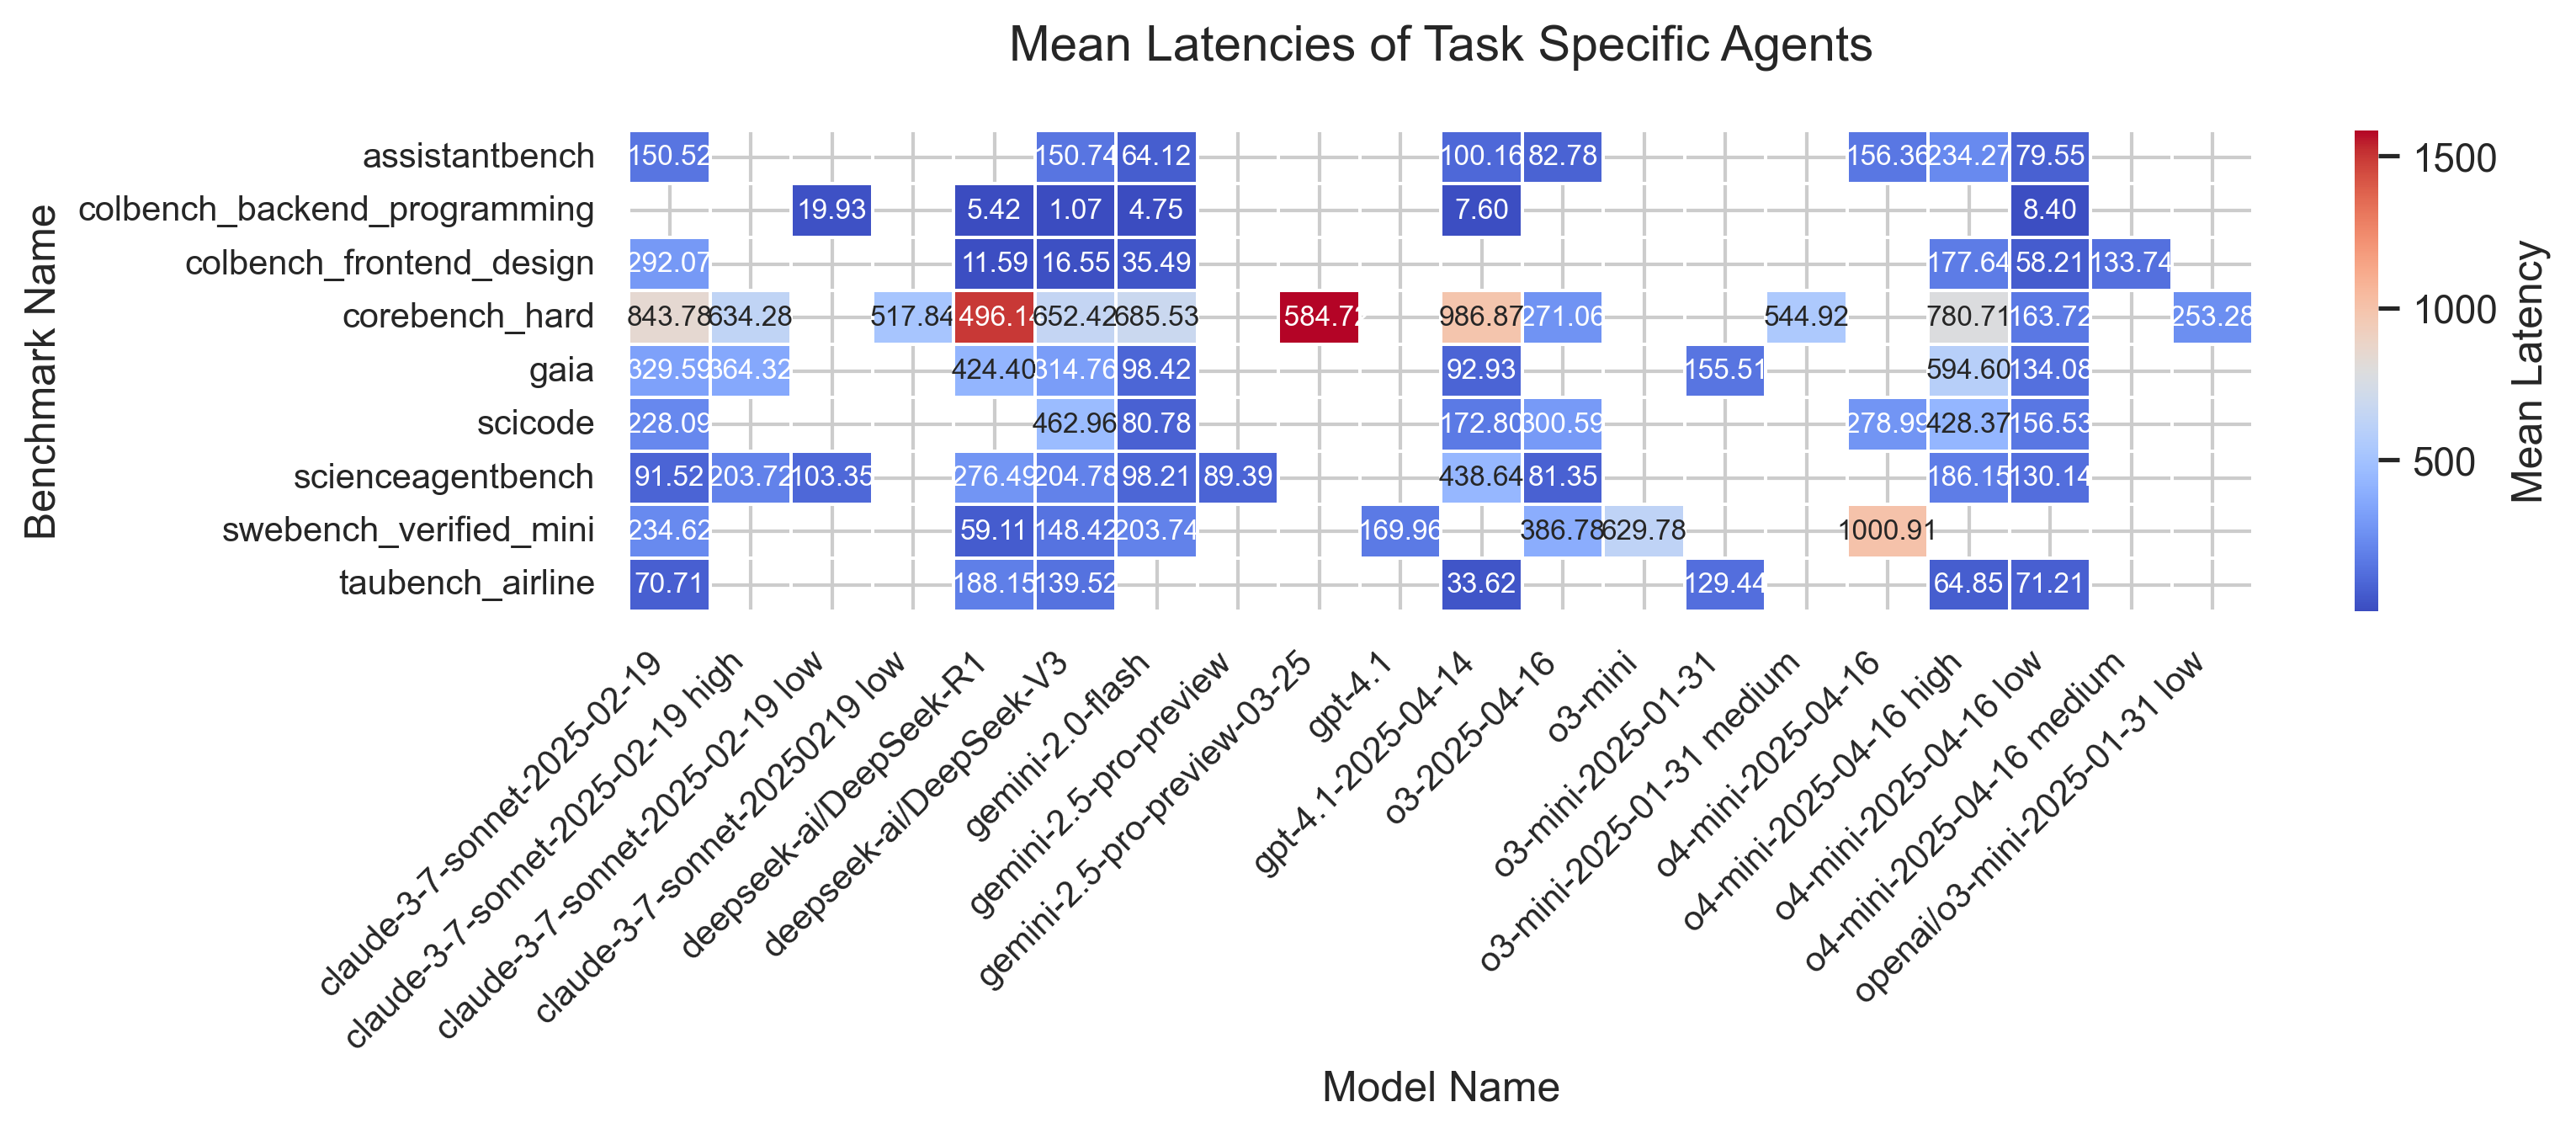 Mean Latencies of Task Specific Agents
Benchmark Name
assistantbench 150.52 150.74 64.12 100.16 82.78 156.36 234.27 79.55
colbench_backend_programming 19.93 5.42 1.07 4.75 7.60 8.40
colbench_frontend_design 292.07 11.59 16.55 35.49 177.64 58.21 133.74
corebench_hard 843.78 634.28 517.84 496.14 652.42 685.53 584.72 986.87 271.06 544.92 780.71 163.72 253.28
gaia 329.59 364.32 424.40 314.76 98.42 92.93 155.51 594.60 134.08
scicode 228.09 462.96 80.78 172.80 300.59 278.99 428.37 156.53
scienceagentbench 91.52 203.72 103.35 276.49 204.78 98.21 89.39 438.64 81.35 186.15 130.14
swebench_verified_mini 234.62 59.11 148.42 203.74 169.96 386.78 629.78 1000.91
taubench_airline 70.71 188.15 139.52 33.62 129.44 64.85 71.21
claude-3-7-sonnet-2025-02-19
claude-3-7-sonnet-2025-02-19 high
claude-3-7-sonnet-2025-02-19 low
claude-3-7-sonnet-20250219 low
deepseek-ai/DeepSeek-R1
deepseek-ai/DeepSeek-V3
gemini-2.0-flash
gemini-2.5-pro-preview
gemini-2.5-pro-preview-03-25
gpt-4.1
gpt-4.1-2025-04-14
o3-2025-04-16
o3-mini
o3-mini-2025-01-31
o3-mini-2025-01-31 medium
o4-mini-2025-04-16
o4-mini-2025-04-16 high
o4-mini-2025-04-16 low
o4-mini-2025-04-16 medium
openai/o3-mini-2025-01-31 low
Model Name
1500
1000
500
Mean Latency